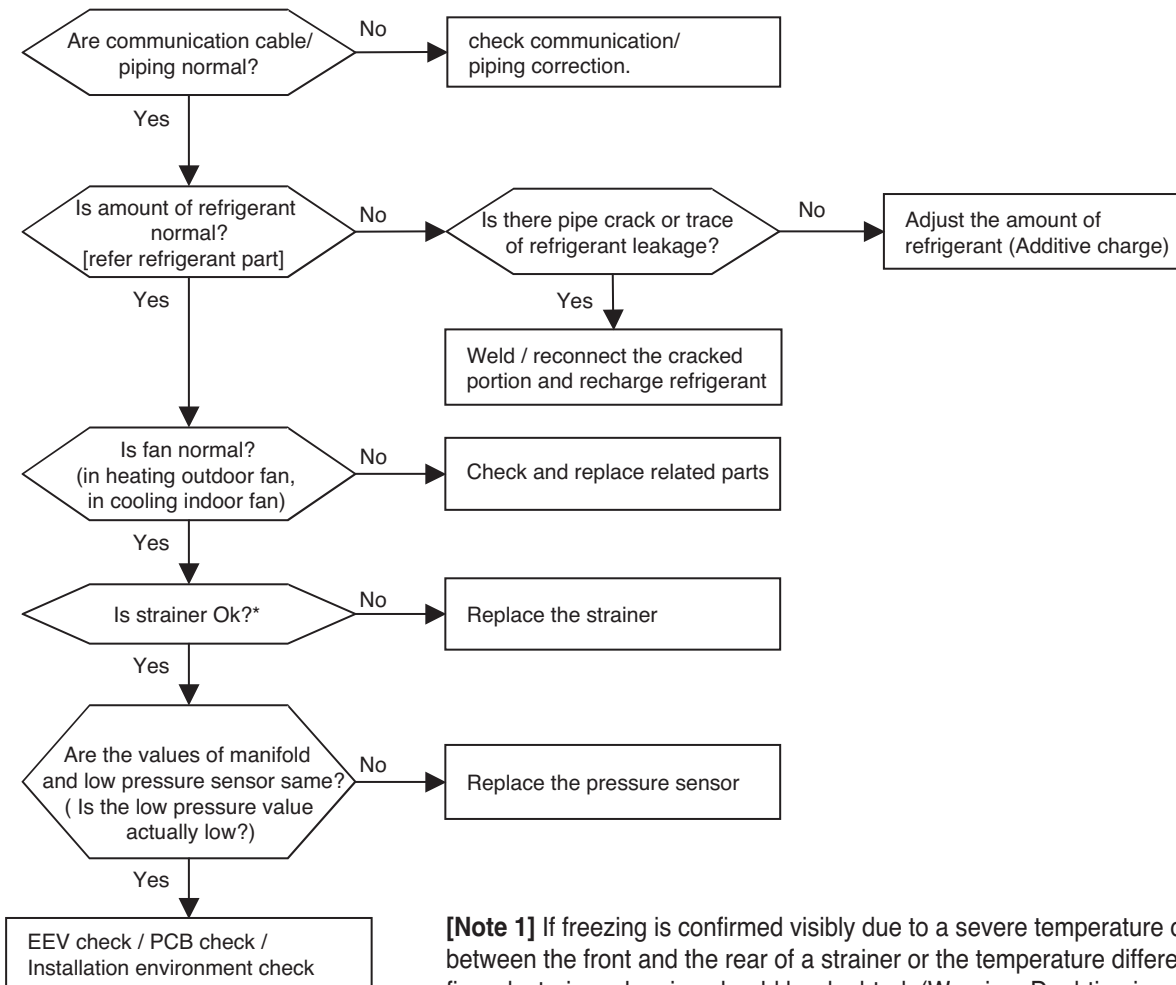 Are communication cable/
piping normal?
No
check communication/
piping correction.
Yes
Is amount of refrigerant
normal?
[refer refrigerant part]
No
Is there pipe crack or trace
of refrigerant leakage?
No
Adjust the amount of
refrigerant (Additive charge)
Yes
Yes
Weld / reconnect the cracked
portion and recharge refrigerant
Is fan normal?
(in heating outdoor fan,
in cooling indoor fan)
No
Check and replace related parts
Yes
Is strainer Ok?*
No
Replace the strainer
Yes
Are the values of manifold
and low pressure sensor same?
( Is the low pressure value
actually low?)
No
Replace the pressure sensor
Yes
EEV check / PCB check /
Installation environment check
[Note 1] If freezing is confirmed visibly due to a severe temperature
between the front and the rear of a strainer or the temperature